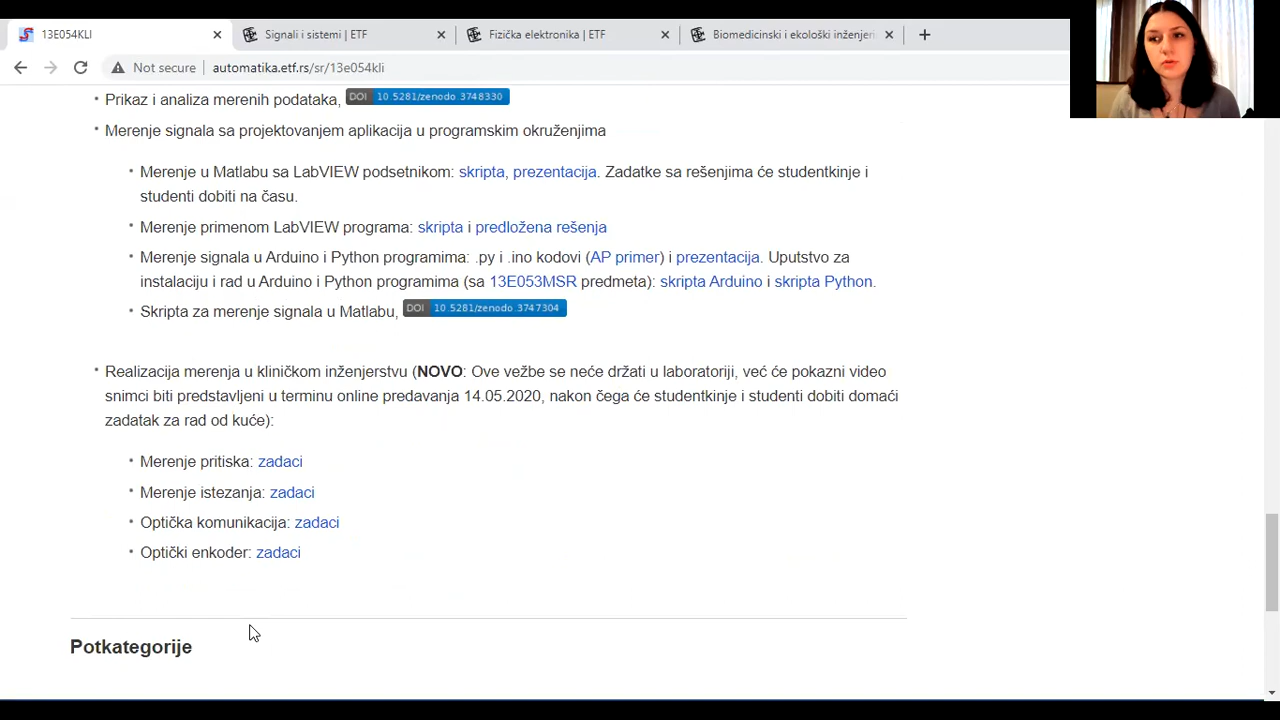 13E054KLI
Signali i sistemi | ETF
Fizička elektronika | ETF
Biomedicinski i ekološki inženjerin
Not secure
automatika.etf.rs/sr/13e054kli
Prikaz i analiza merenih podataka, DOI 10.5281/zenodo.3748330
Merenje signala sa projektovanjem aplikacija u programskim okruženjima
Merenje u Matlabu sa LabVIEW podsetnikom: skripta, prezentacija. Zadatke sa rešenjima će studentkinje i
studenti dobiti na času.
Merenje primenom LabVIEW programa: skripta i predložena rešenja
Merenje signala u Arduino i Python programima: .py i .ino kodovi (AP primer) i prezentacija. Uputstvo za
instalaciju i rad u Arduino i Python programima (sa 13E053MSR predmeta): skripta Arduino i skripta Python.
Skripta za merenje signala u Matlabu, DOI 10.5281/zenodo.3747304
Realizacija merenja u kliničkom inženjerstvu (NOVO: Ove vežbe se neće držati u laboratoriji, već će pokazni video
snimci biti predstavljeni u terminu online predavanja 14.05.2020, nakon čega će studentkinje i studenti dobiti domaći
zadatak za rad od kuće):
Merenje pritiska: zadaci
Merenje istezanja: zadaci
Optička komunikacija: zadaci
Optički enkoder: zadaci
Potkategorije